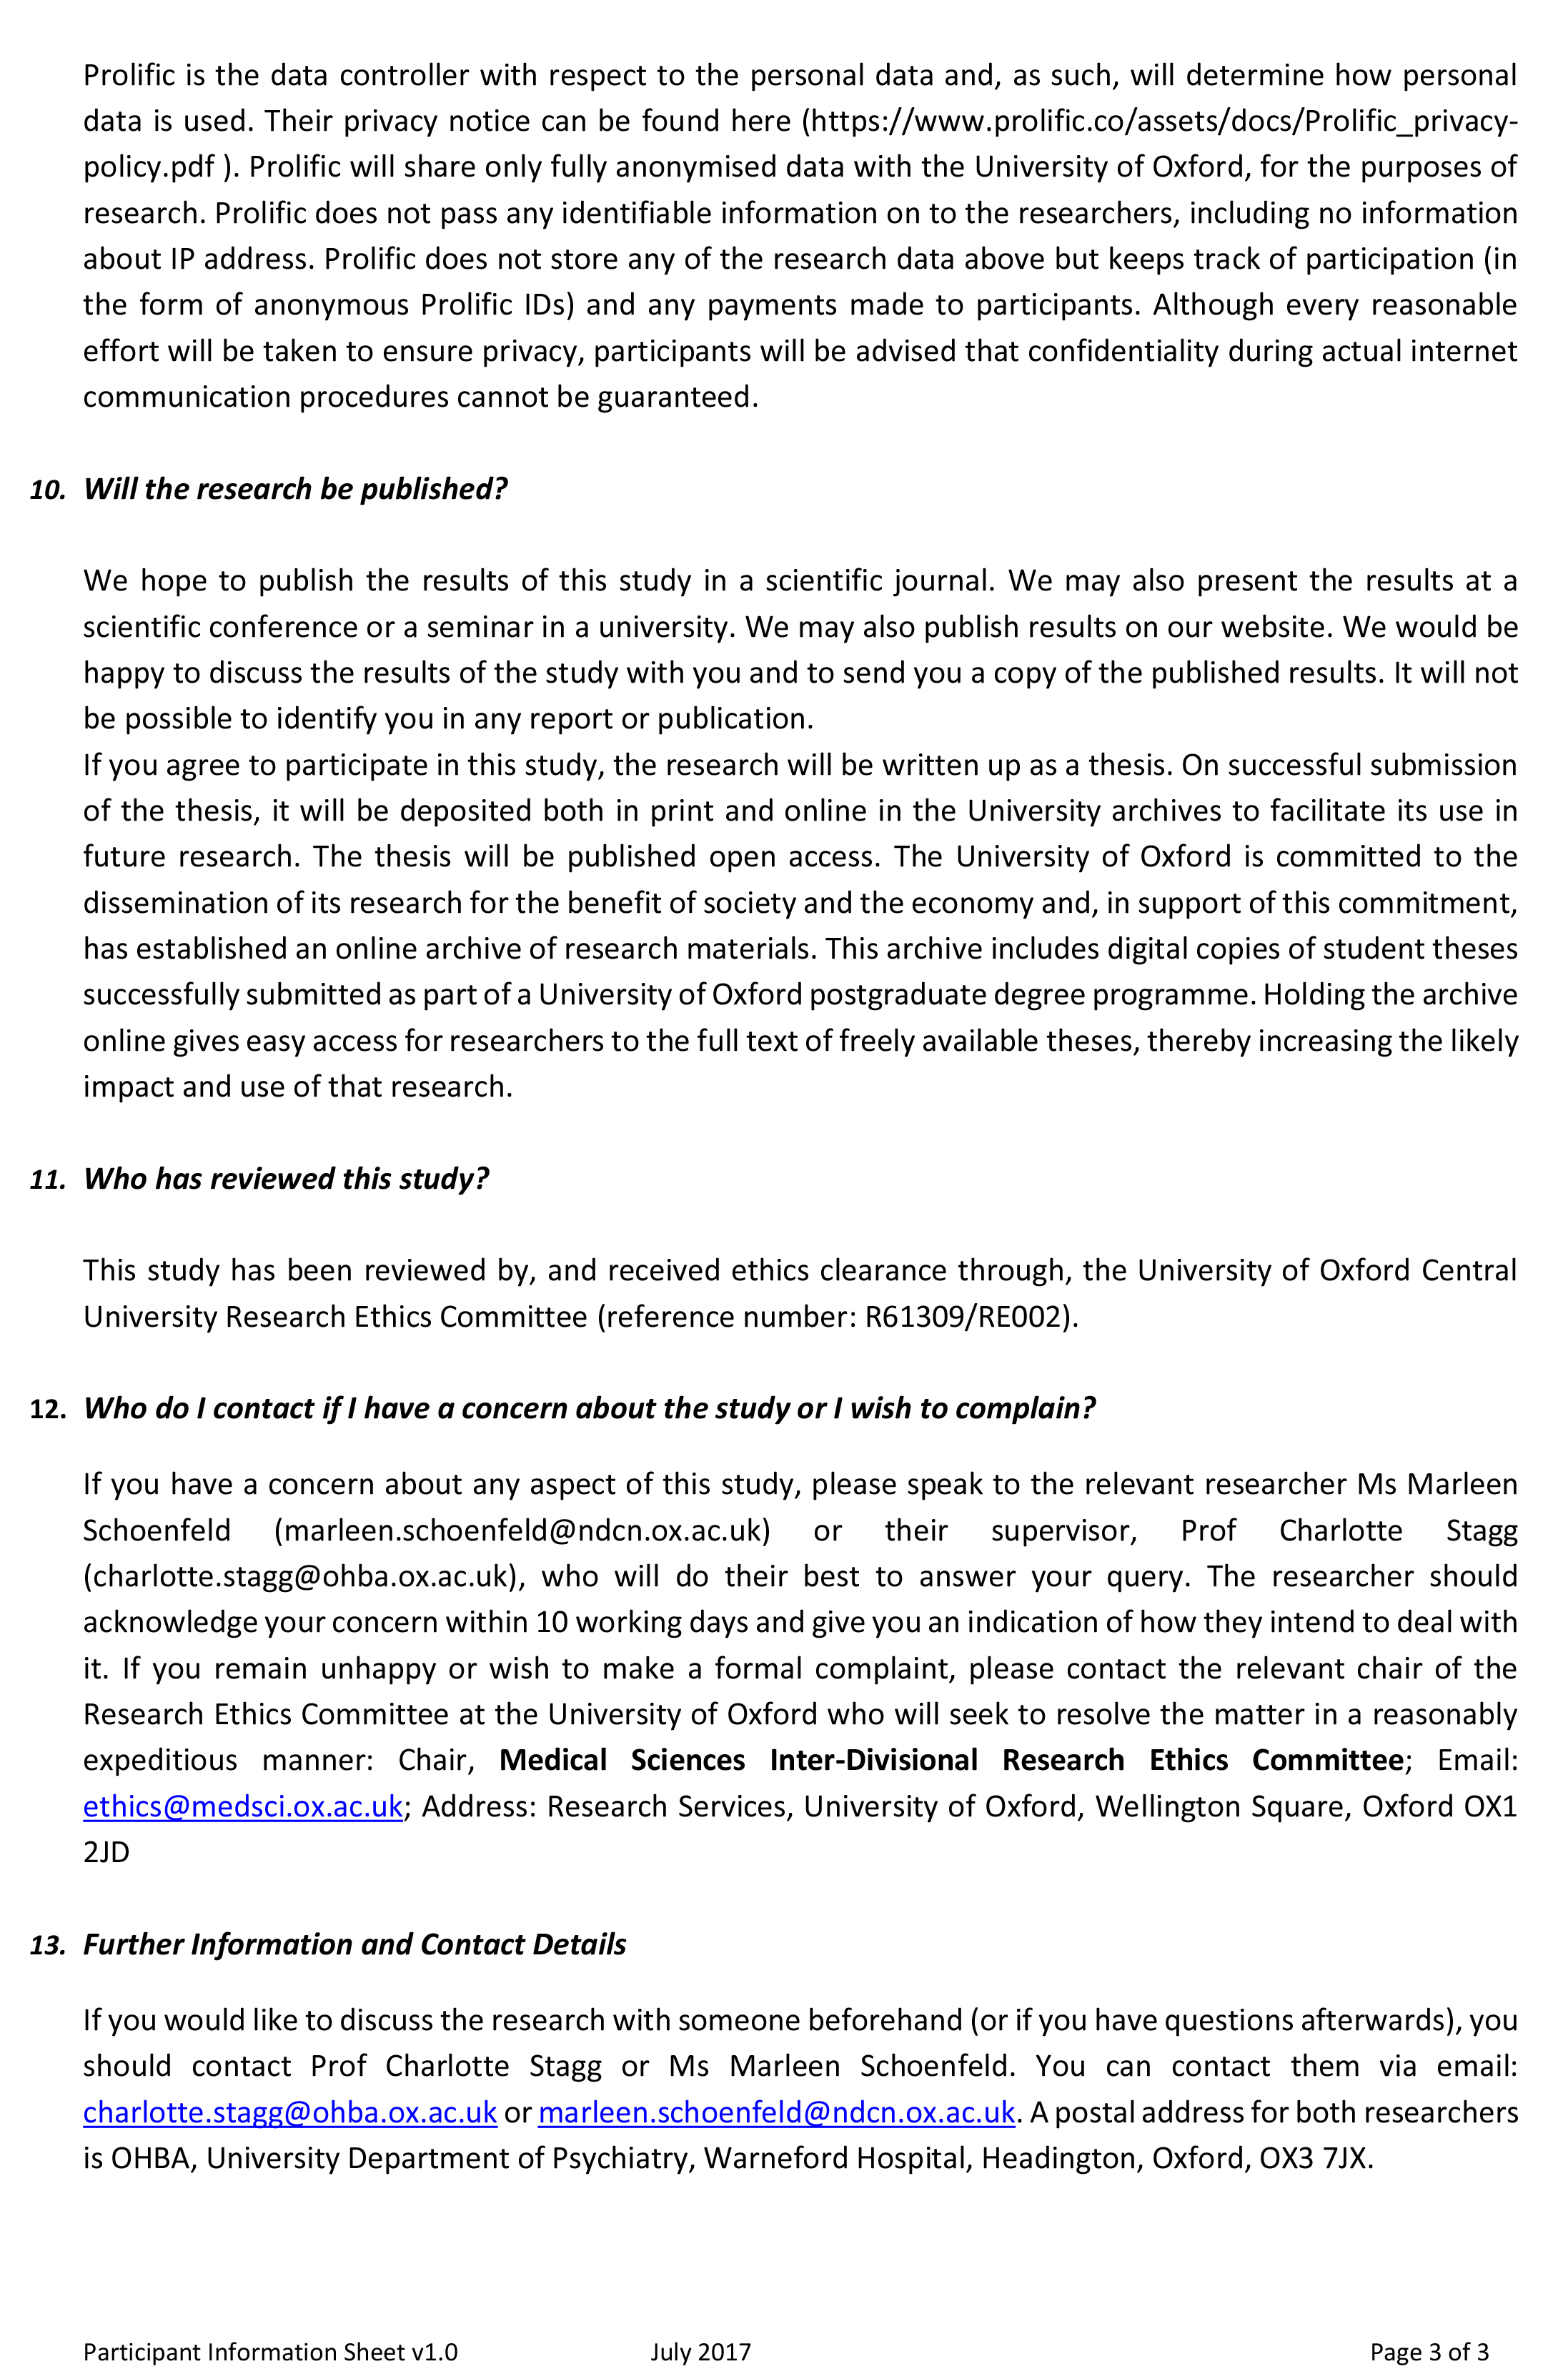 Prolific is the data controller with respect to the personal data and, as such, will determine how personal
data is used. Their privacy notice can be found here (https://www.prolific.co/assets/docs/Prolific_privacy-
policy.pdf ). Prolific will share only fully anonymised data with the University of Oxford, for the purposes of
research. Prolific does not pass any identifiable information on to the researchers, including no information
about IP address. Prolific does not store any of the research data above but keeps track of participation (in
the form of anonymous Prolific IDs) and any payments made to participants. Although every reasonable
effort will be taken to ensure privacy, participants will be advised that confidentiality during actual internet
communication procedures cannot be guaranteed.
10. Will the research be published?
We hope to publish the results of this study in a scientific journal. We may also present the results at a
scientific conference or a seminar in a university. We may also publish results on our website. We would be
happy to discuss the results of the study with you and to send you a copy of the published results. It will not
be possible to identify you in any report or publication.
If you agree to participate in this study, the research will be written up as a thesis. On successful submission
of the thesis, it will be deposited both in print and online in the University archives to facilitate its use in
future research. The thesis will be published open access. The University of Oxford is committed to the
dissemination of its research for the benefit of society and the economy and, in support of this commitment,
has established an online archive of research materials. This archive includes digital copies of student theses
successfully submitted as part of a University of Oxford postgraduate degree programme. Holding the archive
online gives easy access for researchers to the full text of freely available theses, thereby increasing the likely
impact and use of that research.
11. Who has reviewed this study?
This study has been reviewed by, and received ethics clearance through, the University of Oxford Central
University Research Ethics Committee (reference number: R61309/RE002).
12. Who do I contact if I have a concern about the study or I wish to complain?
If you have a concern about any aspect of this study, please speak to the relevant researcher Ms Marleen
Schoenfeld (marleen.schoenfeld@ndcn.ox.ac.uk) or their supervisor, Prof Charlotte Stagg
(charlotte.stagg@ohba.ox.ac.uk), who will do their best to answer your query. The researcher should
acknowledge your concern within 10 working days and give you an indication of how they intend to deal with
it. If you remain unhappy or wish to make a formal complaint, please contact the relevant chair of the
Research Ethics Committee at the University of Oxford who will seek to resolve the matter in a reasonably
expeditious manner: Chair, Medical Sciences Inter-Divisional Research Ethics Committee; Email:
ethics@medsci.ox.ac.uk; Address: Research Services, University of Oxford, Wellington Square, Oxford OX1
2JD
13. Further Information and Contact Details
If you would like to discuss the research with someone beforehand (or if you have questions afterwards), you
should contact Prof Charlotte Stagg or Ms Marleen Schoenfeld. You can contact them via email:
charlotte.stagg@ohba.ox.ac.uk or marleen.schoenfeld@ndcn.ox.ac.uk. A postal address for both researchers
is OHBA, University Department of Psychiatry, Warneford Hospital, Headington, Oxford, OX3 7JX.
Participant Information Sheet v1.0 July 2017 Page 3 of 3